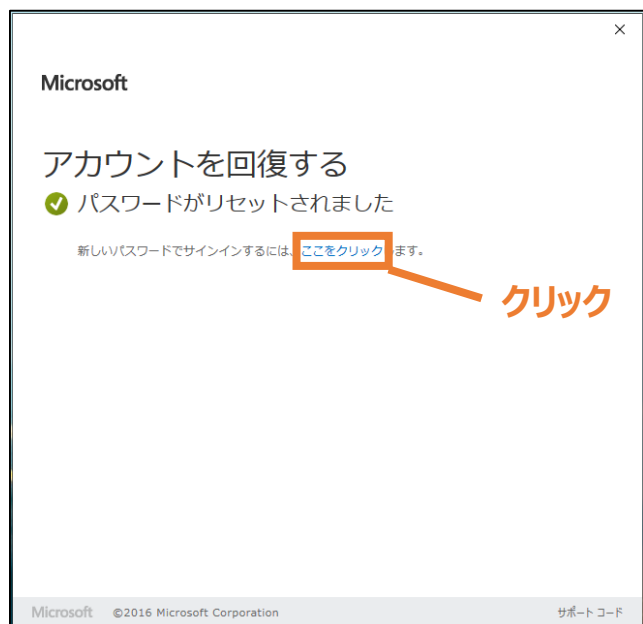 Microsoft
アカウントを回復する
パスワードがリセットされました
新しいパスワードでサインインするには、ここをクリックします。
クリック
Microsoft ©2016 Microsoft Corporation サポート コード